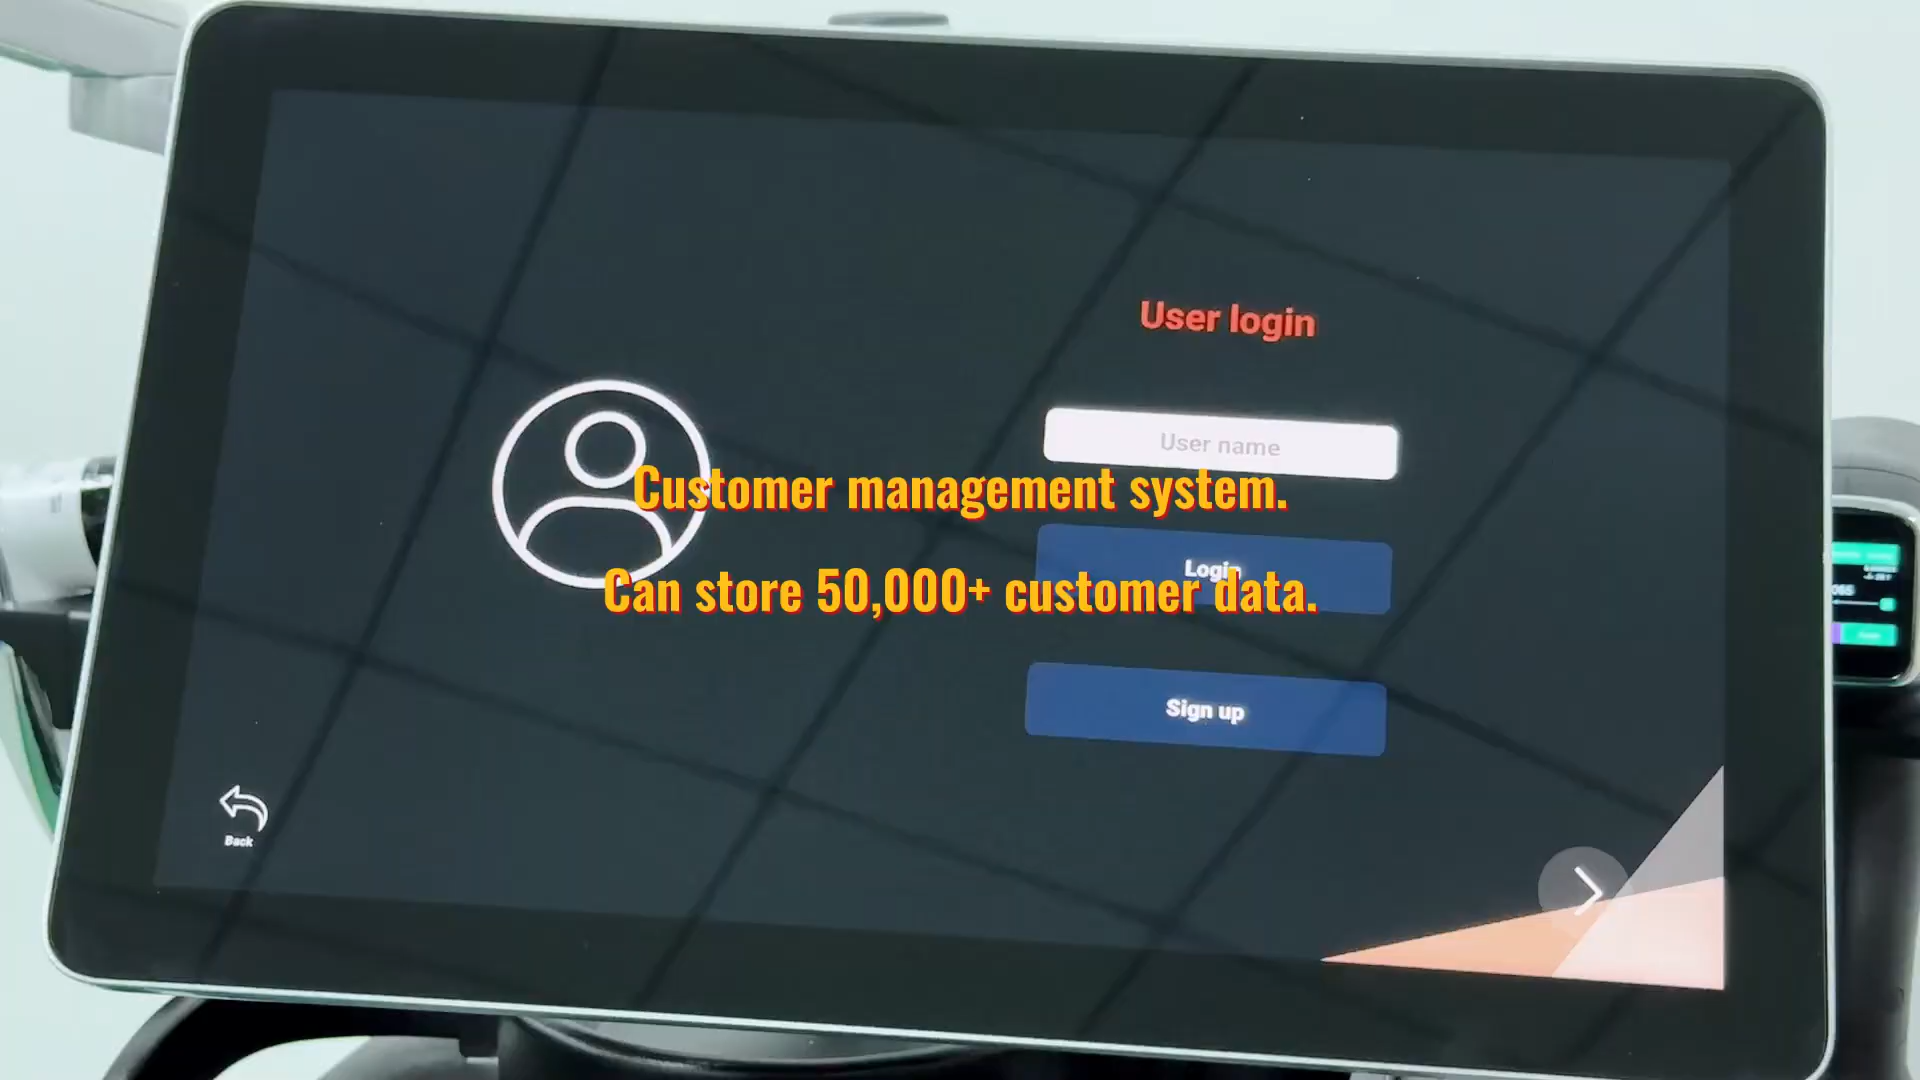 User login
User name
Customer management system.
Login
Can store 50,000+ customer data.
Sign up
Back